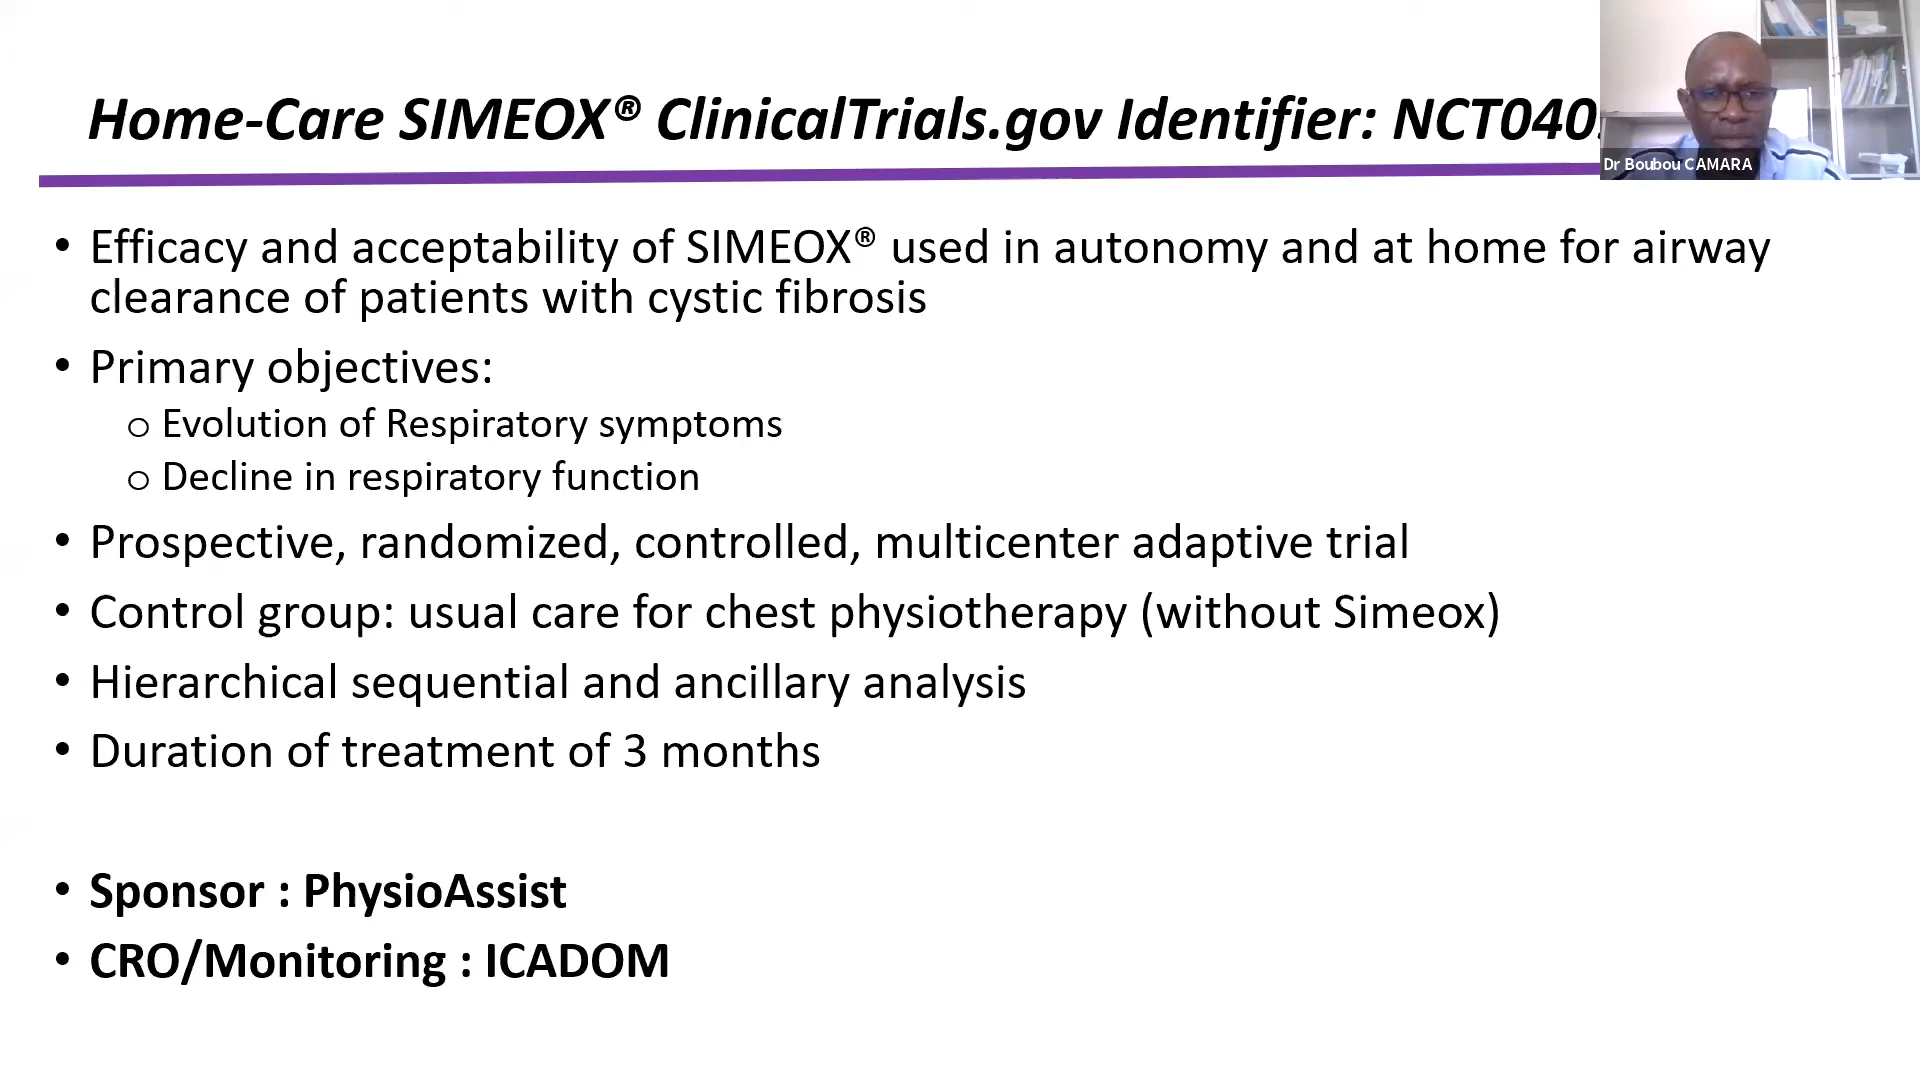 Home-Care SIMEOX® ClinicalTrials.gov Identifier: NCT040
Dr Boubou CAMARA
• Efficacy and acceptability of SIMEOX® used in autonomy and at home for airway
clearance of patients with cystic fibrosis
• Primary objectives:
o Evolution of Respiratory symptoms
o Decline in respiratory function
• Prospective, randomized, controlled, multicenter adaptive trial
• Control group: usual care for chest physiotherapy (without Simeox)
• Hierarchical sequential and ancillary analysis
• Duration of treatment of 3 months
• Sponsor : PhysioAssist
• CRO/Monitoring : ICADOM